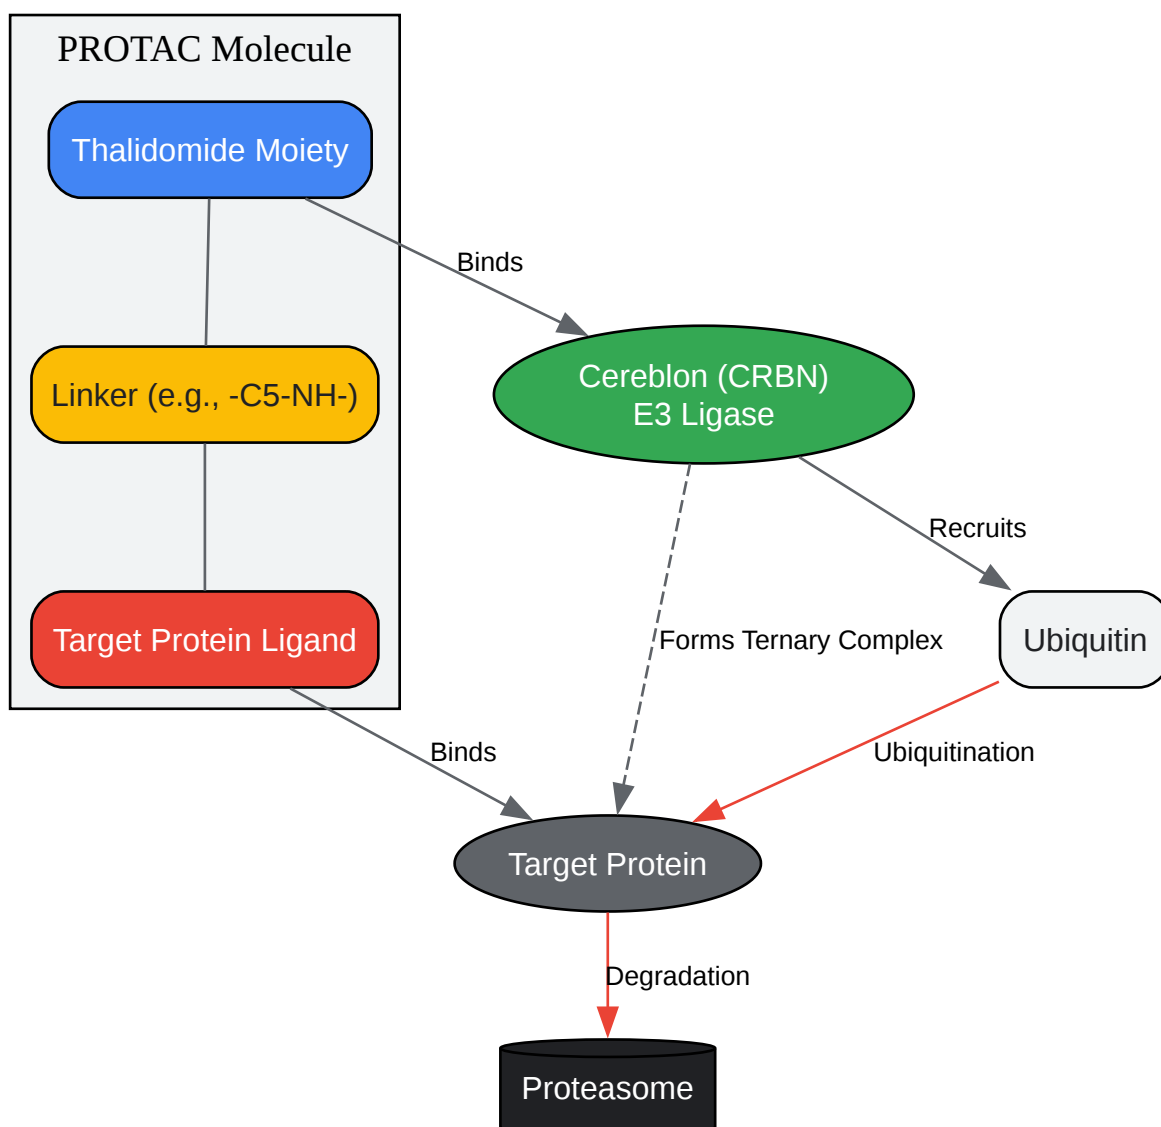 PROTAC Molecule
Thalidomide Moiety
Binds
Linker (e.g., -C5-NH-)
Cereblon (CRBN)
E3 Ligase
Recruits
Target Protein Ligand
Forms Ternary Complex
Ubiquitin
Binds
Ubiquitination
Target Protein
Degradation
Proteasome